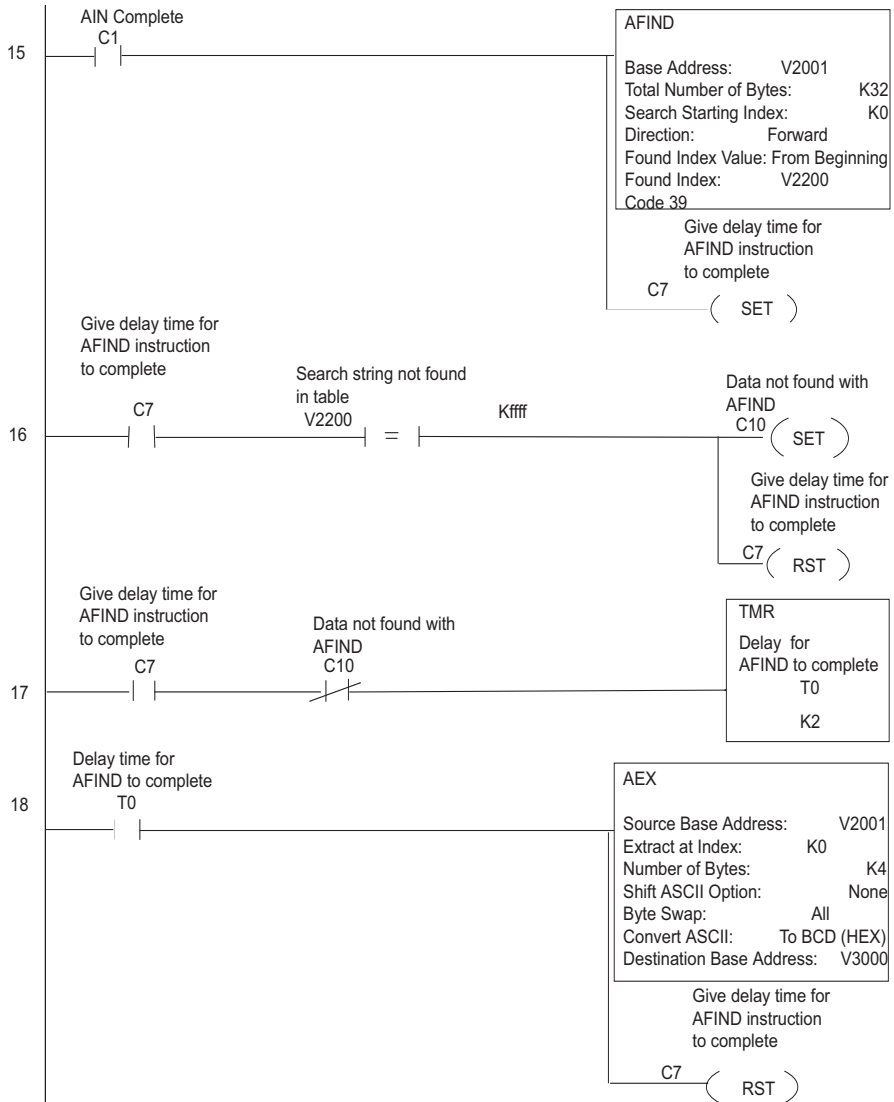 AIN Complete
C1
15
AFIND
Base Address: V2001
Total Number of Bytes: K32
Search Starting Index: K0
Direction: Forward
Found Index Value: From Beginning
Found Index: V2200
Code 39
Give delay time for
AFIND instruction
to complete
C7
SET
Give delay time for
AFIND instruction
to complete
C7
Search string not found
in table
V2200
=
Kffff
Data not found with
AFIND
C10
SET
16
Give delay time for
AFIND instruction
to complete
C7
RST
Give delay time for
AFIND instruction
to complete
C7
Data not found with
AFIND
C10
TMR
Delay for
AFIND to complete
T0
K2
17
Delay time for
AFIND to complete
T0
18
AEX
Source Base Address: V2001
Extract at Index: K0
Number of Bytes: K4
Shift ASCII Option: None
Byte Swap: All
Convert ASCII: To BCD (HEX)
Destination Base Address: V3000
Give delay time for
AFIND instruction
to complete
C7
RST